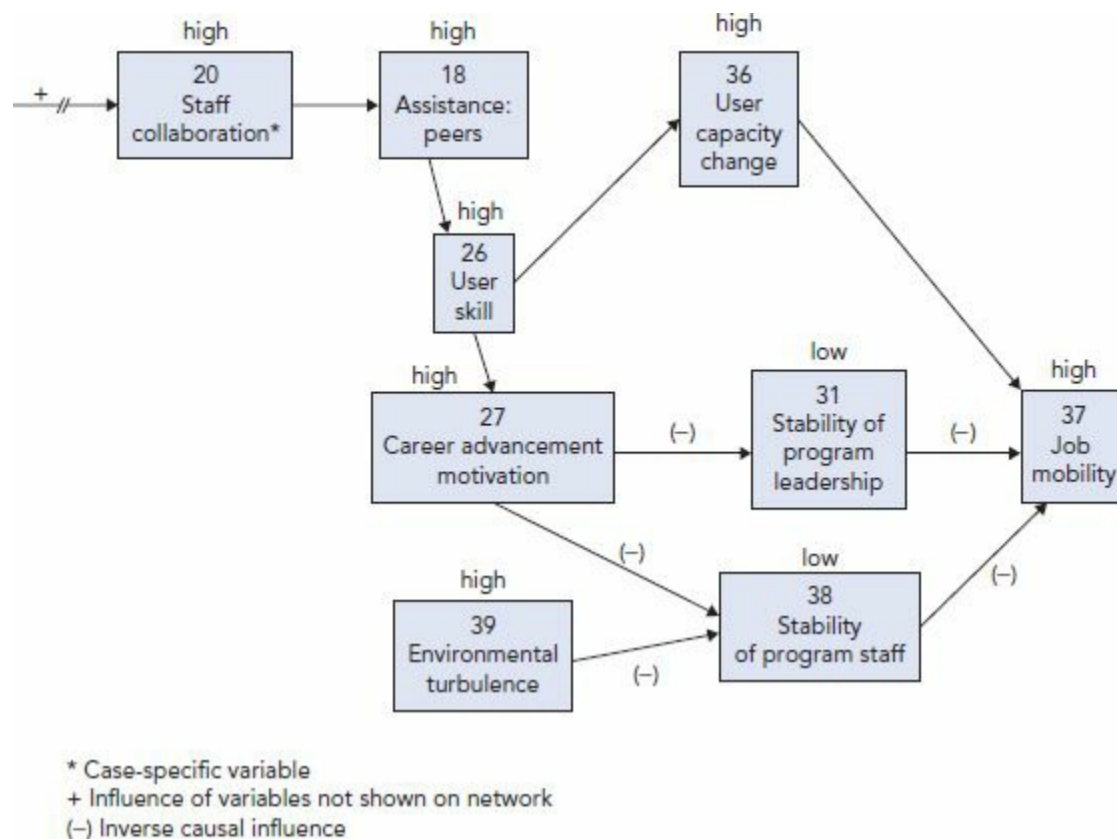 high
20
Staff
collaboration*
+
//
high
18
Assistance:
peers
high
36
User
capacity
change
high
26
User
skill
high
27
Career advancement
motivation
(–)
low
31
Stability of
program
leadership
(–)
high
37
Job
mobility
(–)
high
39
Environmental
turbulence
(–)
low
38
Stability
of program staff
(–)
* Case-specific variable
+ Influence of variables not shown on network
(–) Inverse causal influence